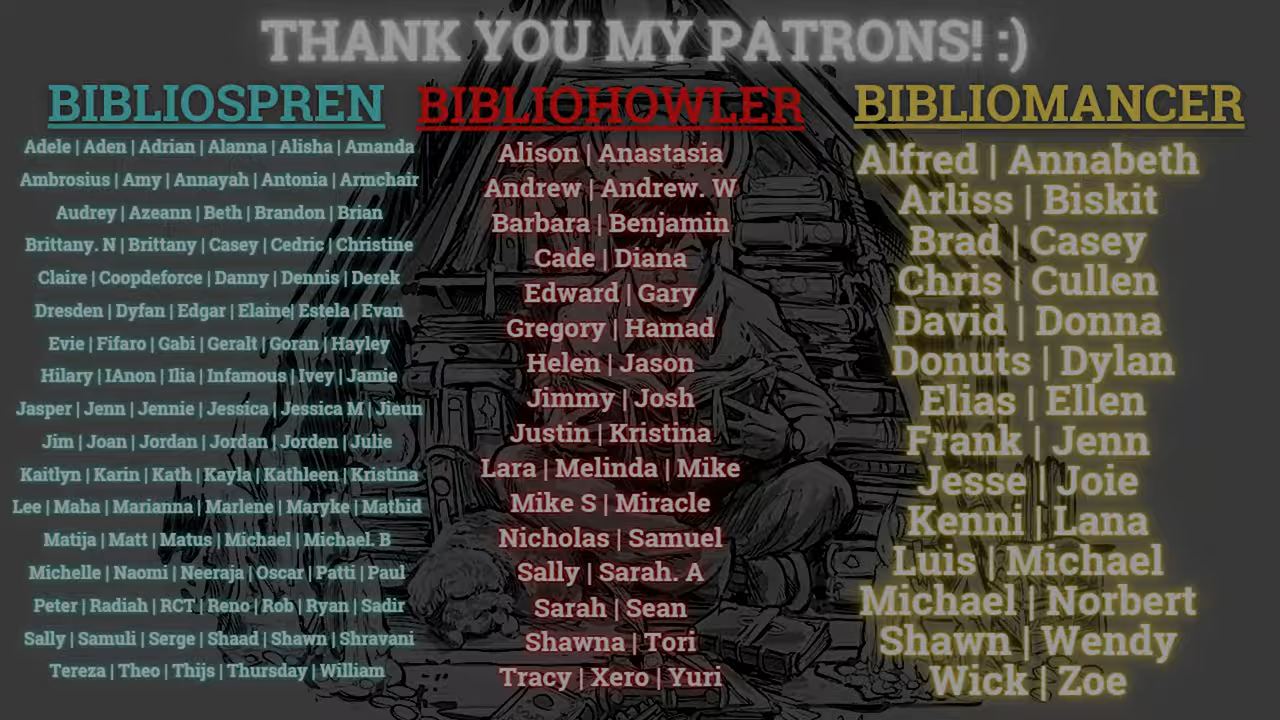 THANK YOU MY PATRONS! :)
BIBLIOSPREN
Adele | Aden | Adrian | Alanna | Alisha | Amanda
Ambrosius | Amy | Annayah | Antonia | Armchair
Audrey | Azeann | Beth | Brandon | Brian
Brittany. N | Brittany | Casey | Cedric | Christine
Claire | Coopdeforce | Danny | Dennis | Derek
Dresden | Dyfan | Edgar | Elaine| Estela | Evan
Evie | Fifaro | Gabi | Geralt | Goran | Hayley
Hilary | IAnon | Ilia | Infamous | Ivey | Jamie
Jasper | Jenn | Jennie | Jessica | Jessica M | Jieun
Jim | Joan | Jordan | Jordan | Jorden | Julie
Kaitlyn | Karin | Kath | Kayla | Kathleen | Kristina
Lee | Maha | Marianna | Marlene | Maryke | Mathid
Matija | Matt | Matus | Michael | Michael. B
Michelle | Naomi | Neeraja | Oscar | Patti | Paul
Peter | Radiah | RCT | Reno | Rob | Ryan | Sadir
Sally | Samuli | Serge | Shaad | Shawn | Shravani
Tereza | Theo | Thijs | Thursday | William
BIBLIOHOWLER
Alison | Anastasia
Andrew | Andrew. W
Barbara | Benjamin
Cade | Diana
Edward | Gary
Gregory | Hamad
Helen | Jason
Jimmy | Josh
Justin | Kristina
Lara | Melinda | Mike
Mike S | Miracle
Nicholas | Samuel
Sally | Sarah. A
Sarah | Sean
Shawna | Tori
Tracy | Xero | Yuri
BIBLIOMANCER
Alfred | Annabeth
Arliss | Biskit
Brad | Casey
Chris | Cullen
David | Donna
Donuts | Dylan
Elias | Ellen
Frank | Jenn
Jesse | Joie
Kenni | Lana
Luis | Michael
Michael | Norbert
Shawn | Wendy
Wick | Zoe